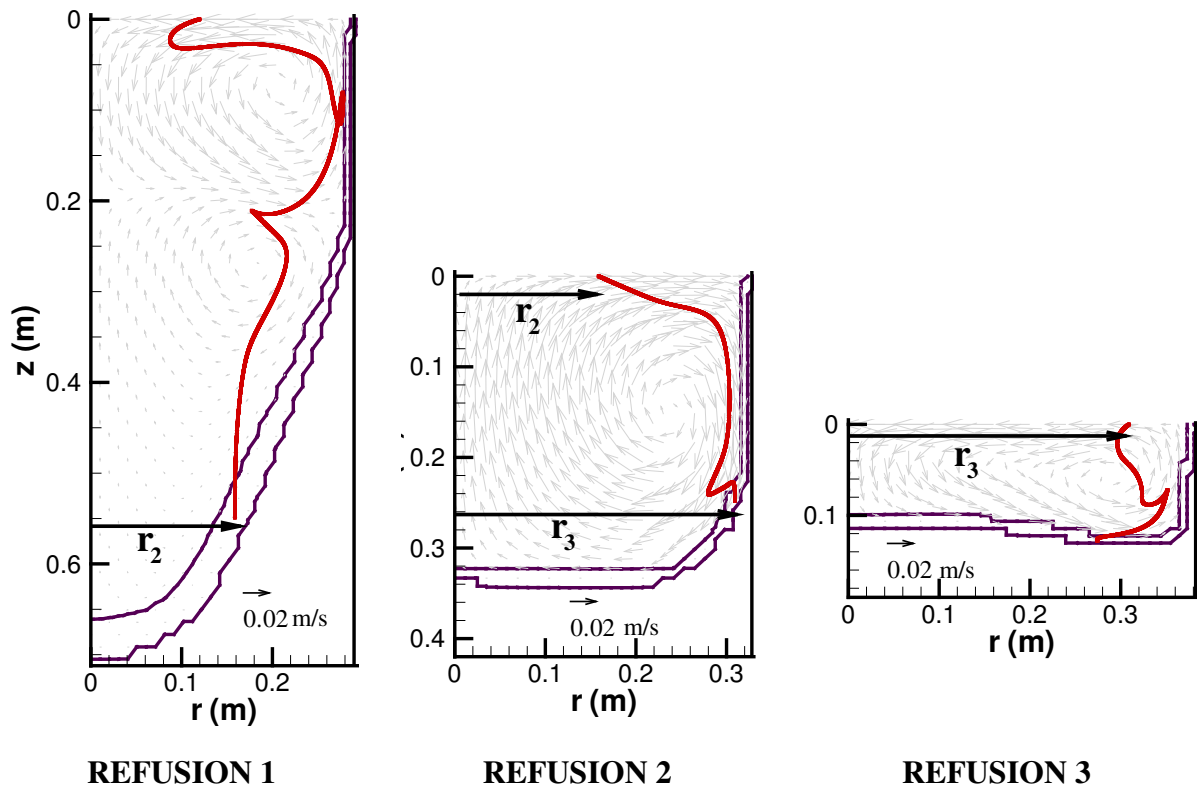 0
0.2
0.4
0.6
z (m)
r₂
0.02 m/s
0 0.1 0.2
r (m)
REFUSION 1
0
0.1
0.2
0.3
0.4
r₂
r₃
0.02 m/s
0 0.1 0.2 0.3
r (m)
REFUSION 2
0
0.1
r₃
0.02 m/s
0 0.1 0.2 0.3
r (m)
REFUSION 3